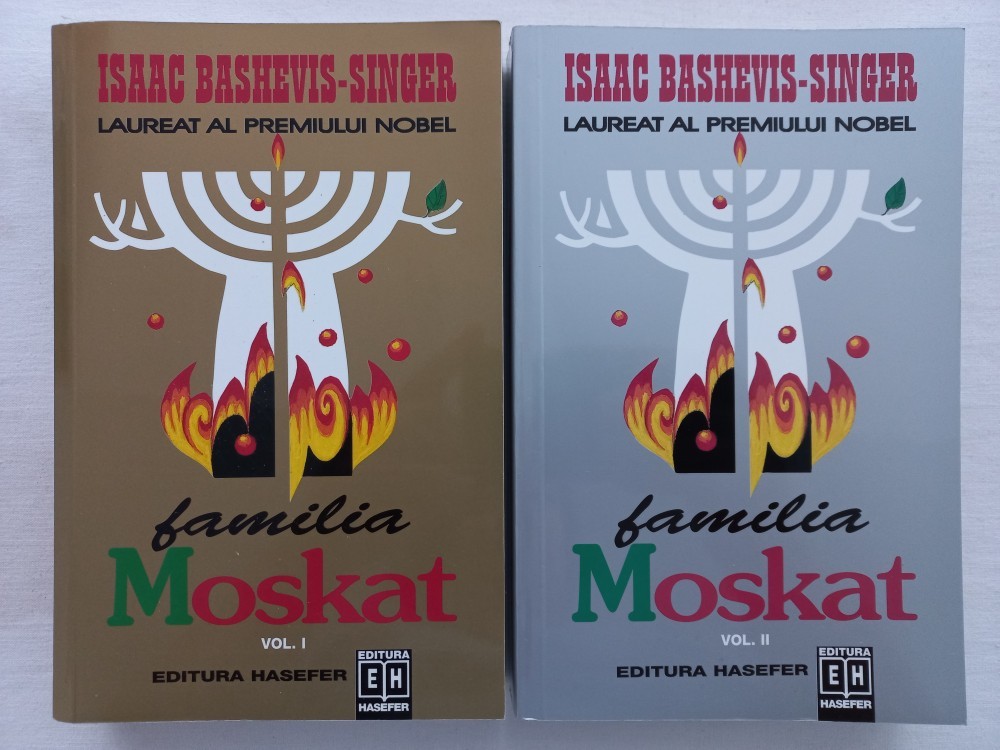 ISAAC BASHEVIS-SINGER
LAUREAT AL PREMIULUI NOBEL
familia
Moskat
VOL. I
EDITURA HASEFER
EDITURA
EH
HASEFER
ISAAC BASHEVIS-SINGER
LAUREAT AL PREMIULUI NOBEL
familia
Moskat
VOL. II
EDITURA HASEFER
EDITURA
EH
HASEFER